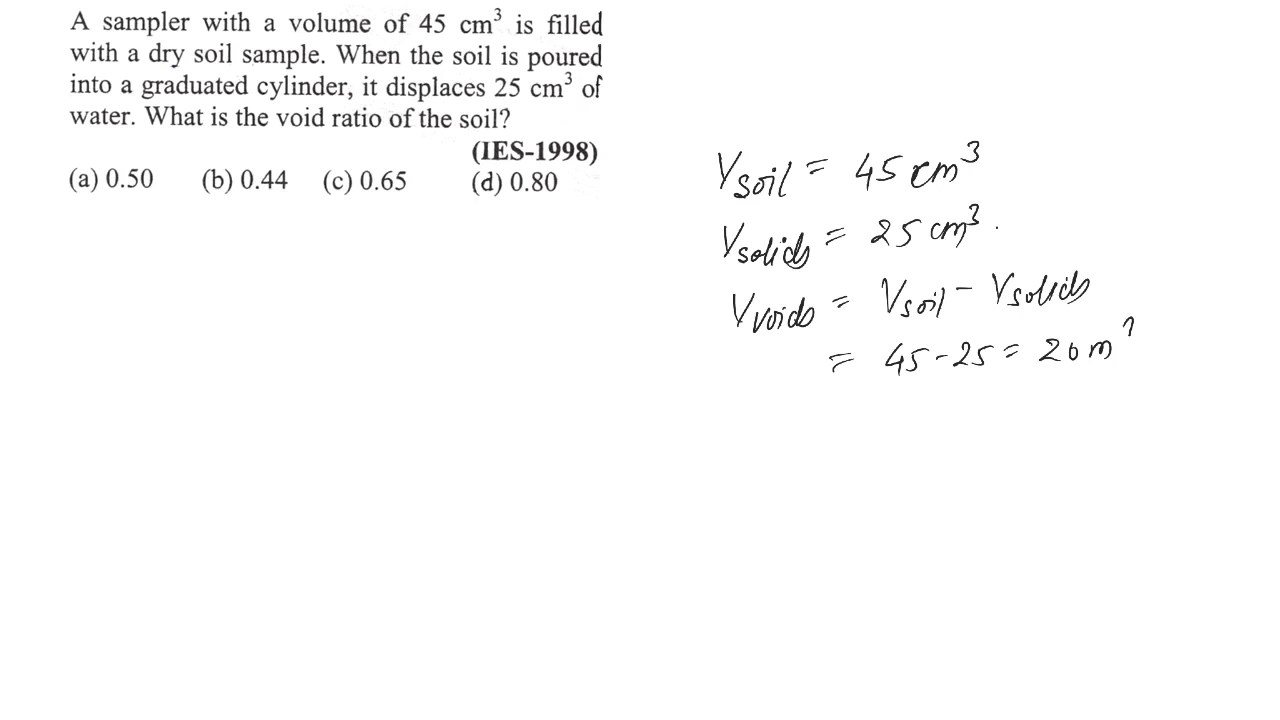 A sampler with a volume of 45 cm³ is filled
with a dry soil sample. When the soil is poured
into a graduated cylinder, it displaces 25 cm³ of
water. What is the void ratio of the soil?
(IES-1998)
(a) 0.50 (b) 0.44 (c) 0.65 (d) 0.80
Vsoil = 45 cm³
Vsolids = 25 cm³.
Vvoids = Vsoil - Vsolids
= 45-25 = 20 m